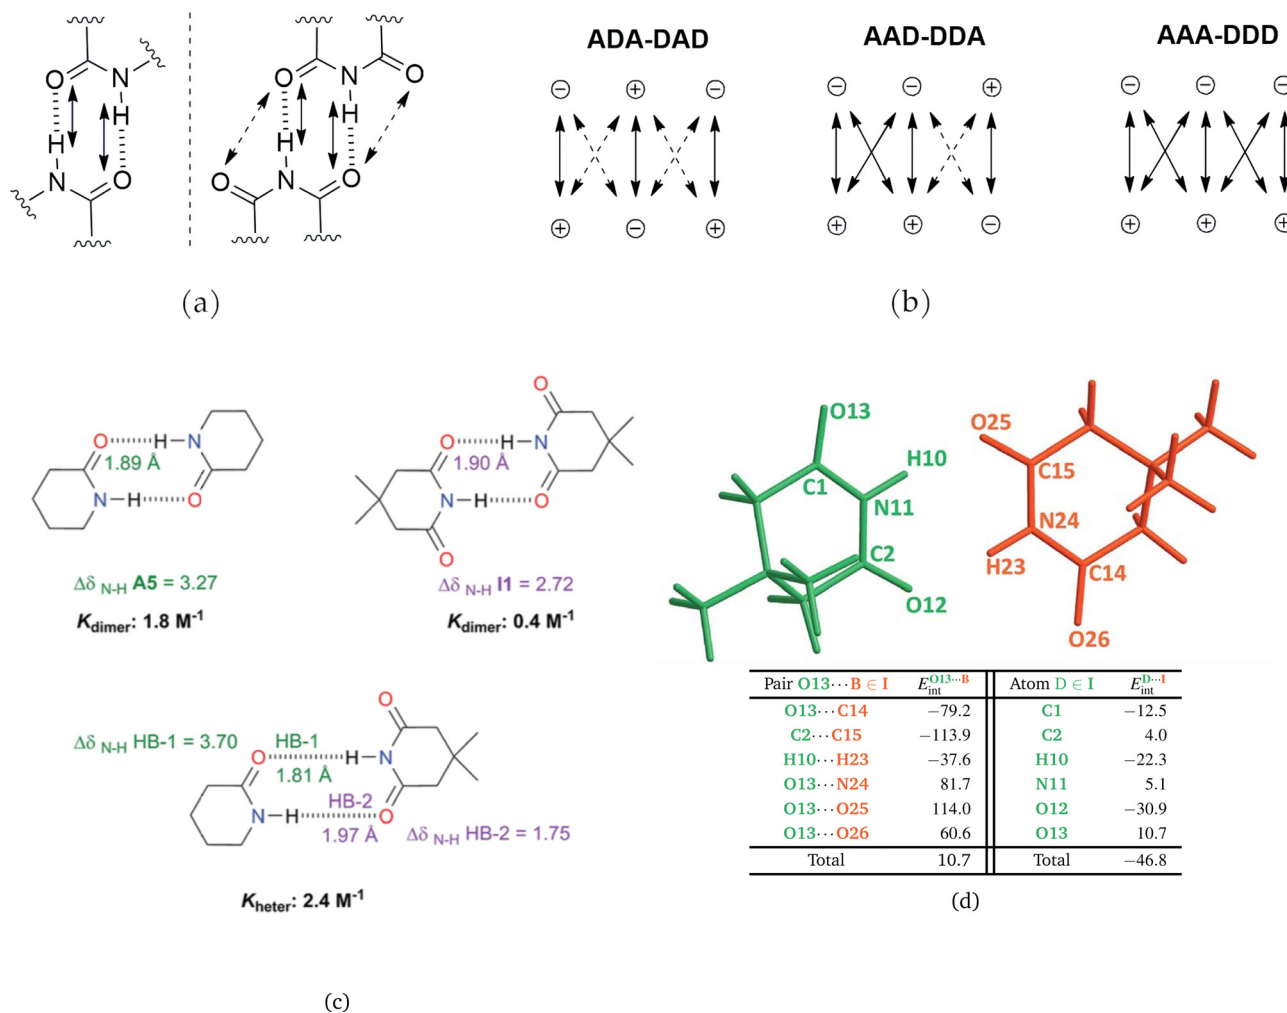 O
N
H
H
N
O
O
N
O
H
H
O
N
O
(a)
ADA-DAD
AAD-DDA
AAA-DDD
⊖ ⊕ ⊖
⊖ ⊖ ⊕
⊖ ⊖ ⊖
⊕ ⊖ ⊕
⊕ ⊕ ⊖
⊕ ⊕ ⊕
(b)
O H N
1.89 Å
N H O
Δδ N-H A5 = 3.27
Kdimer: 1.8 M-1
O
O H N
1.90 Å
N H O
O
Δδ N-H I1 = 2.72
Kdimer: 0.4 M-1
O
Δδ N-H HB-1 = 3.70
HB-1
O H N
1.81 Å
HB-2
N H O
1.97 Å
Δδ N-H HB-2 = 1.75
Kheter: 2.4 M-1
(c)
O13
H10
C1
N11
C2
O12
O25
C15
N24
H23
C14
O26
Pair O13···B ∈ I E int O13···B Atom D ∈ I E int D···I
O13···C14 −79.2 C1 −12.5
C2···C15 −113.9 C2 4.0
H10···H23 −37.6 H10 −22.3
O13···N24 81.7 N11 5.1
O13···O25 114.0 O12 −30.9
O13···O26 60.6 O13 10.7
Total 10.7 Total −46.8
(d)